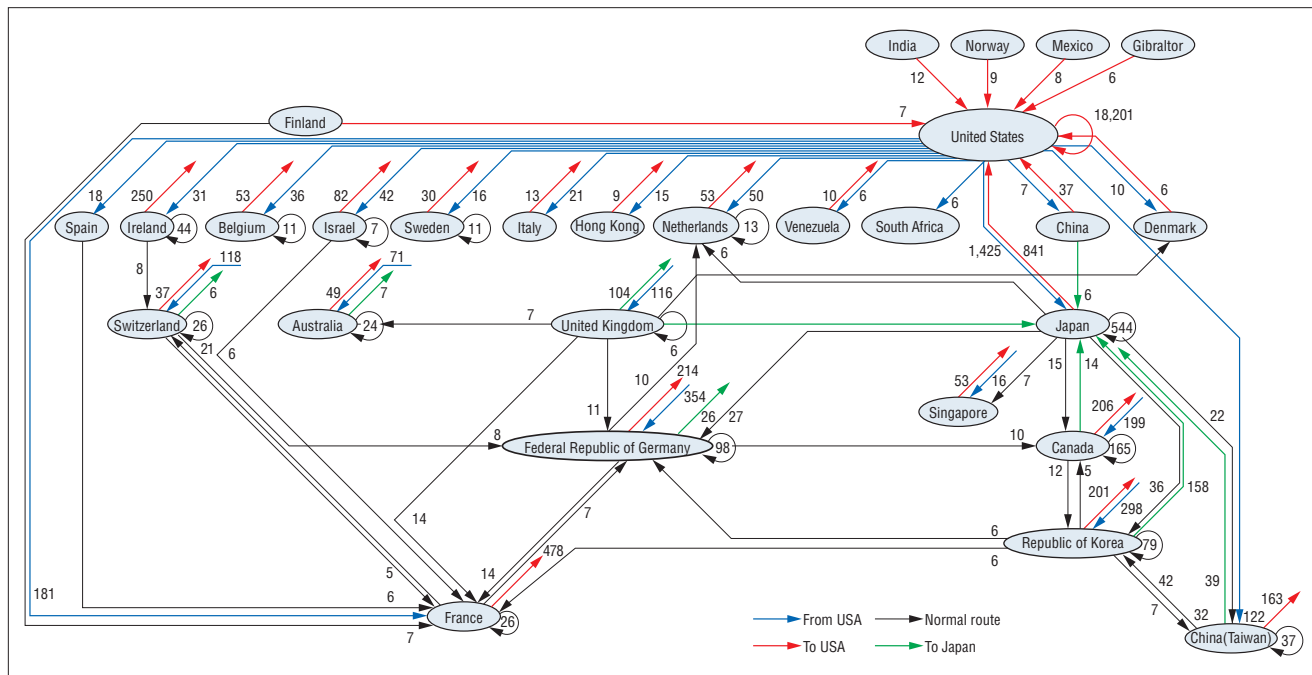 India Norway Mexico Gibraltor
12 9 8 6
Finland 7 United States 18,201
18 250 31 53 36 82 42 30 16 13 21 9 15 53 50 10 6 6 7 37 10 6
Spain Ireland 44 Belgium 11 Israel 7 Sweden 11 Italy Hong Kong Netherlands 13 Venezuela South Africa China Denmark
8 118 71 6 1,425 841
37 6 49 7 104 116 6
Switzerland 26 Australia 24 7 United Kingdom Japan 544
21 6 6
10 214 53 16 7 15 14
354 Singapore 206 22
11 26 27 199
8 Federal Republic of Germany 98 10 Canada 165
12 5
201 36 158
14 7 298
478 6 Republic of Korea 79
14 6
5 42 39 163
181 6 7 32 122
France 26 From USA Normal route
7 To USA To Japan China(Taiwan) 37